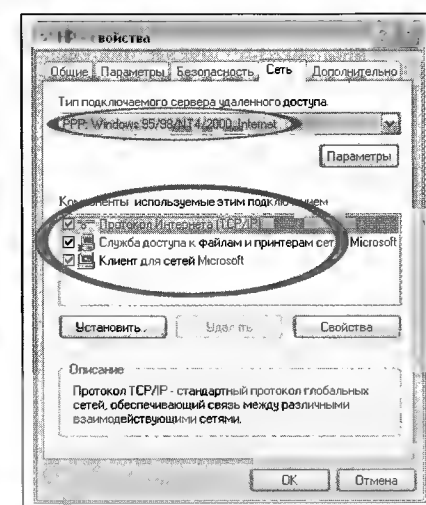 HP - свойства
Общие Параметры Безопасность Сеть Дополнительно
Тип подключаемого сервера удаленного доступа
PPP: Windows 95/98/NT4/2000, Internet
Параметры
Компоненты используемые этим подключением
Протокол Интернета (TCP/IP)
Служба доступа к файлам и принтерам сет Microsoft
Клиент для сетей Microsoft
Установить...
Удалить
Свойства
Описание
Протокол TCP/IP - стандартный протокол глобальных
сетей, обеспечивающий связь между различными
взаимодействующими сетями.
OK Отмена